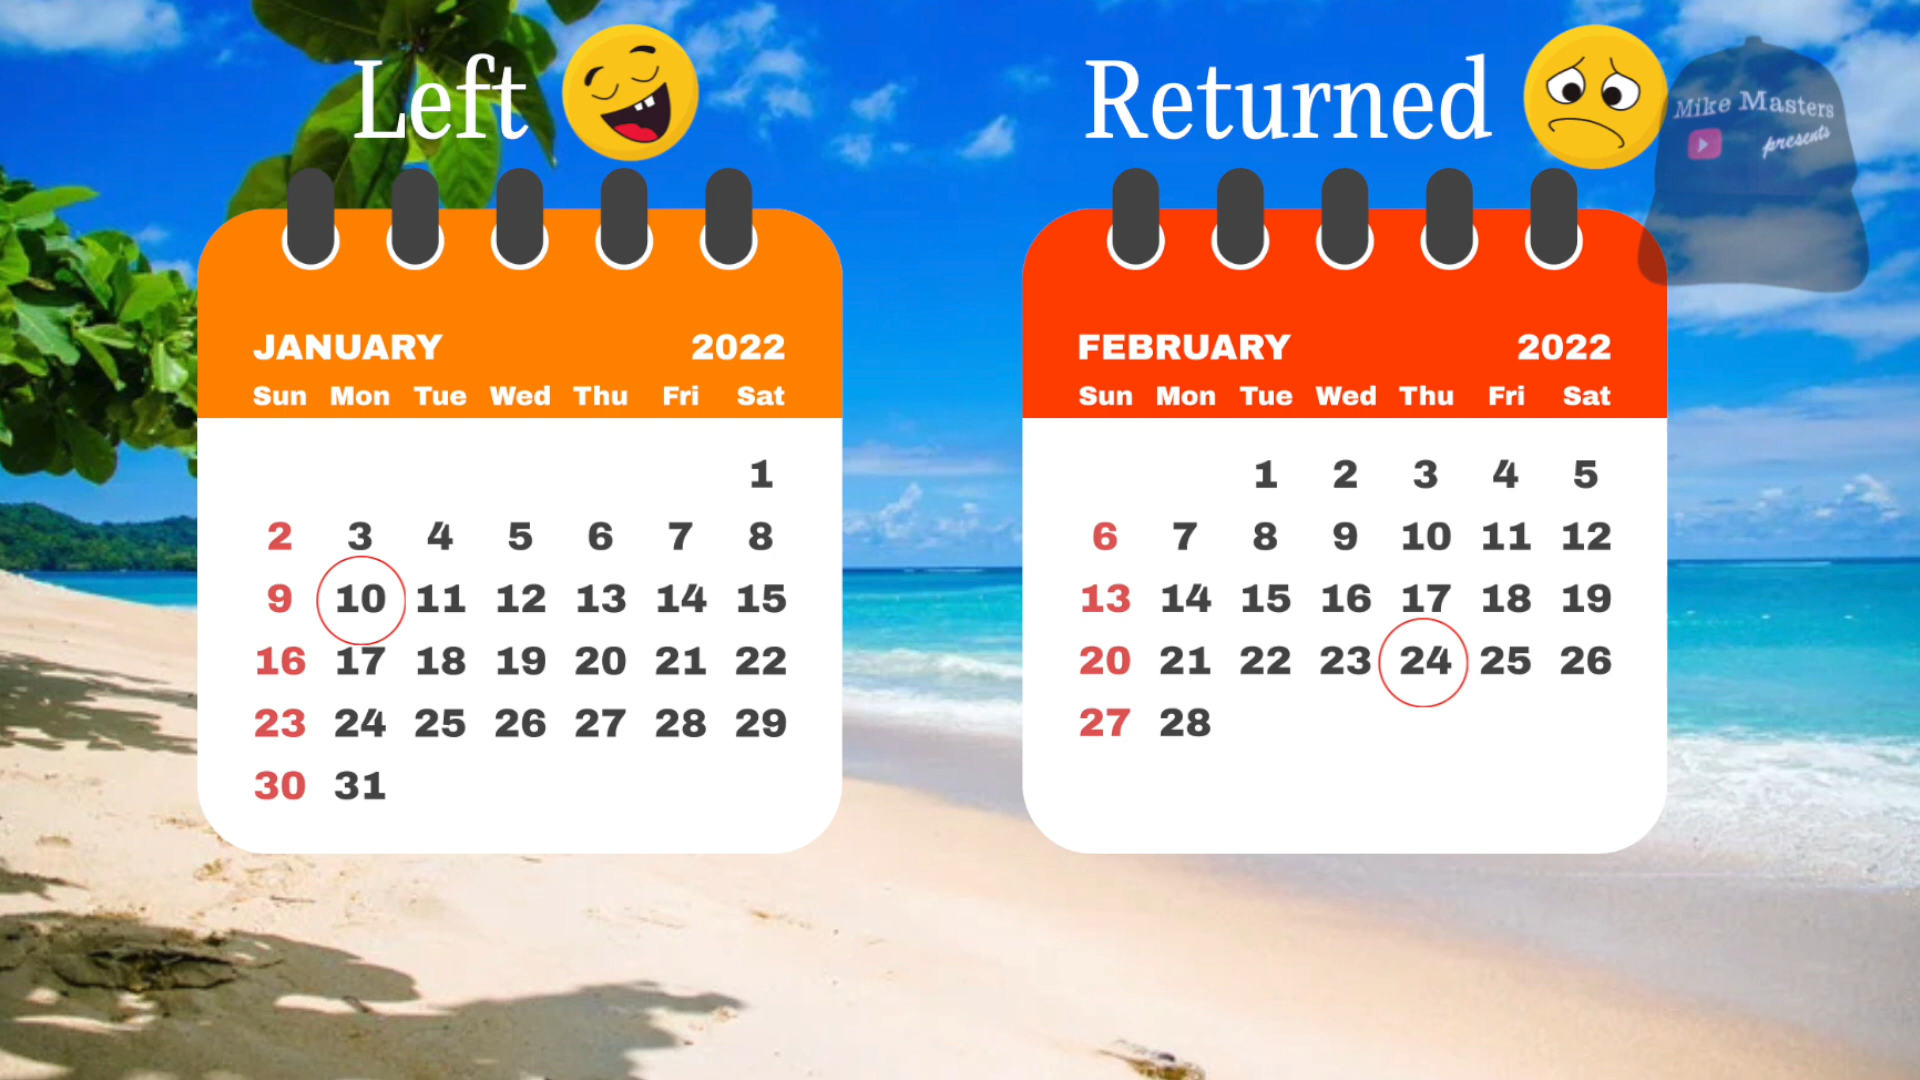 Left
Returned
Mike Masters
presents
JANUARY 2022
Sun Mon Tue Wed Thu Fri Sat
1
2 3 4 5 6 7 8
9 10 11 12 13 14 15
16 17 18 19 20 21 22
23 24 25 26 27 28 29
30 31
FEBRUARY 2022
Sun Mon Tue Wed Thu Fri Sat
1 2 3 4 5
6 7 8 9 10 11 12
13 14 15 16 17 18 19
20 21 22 23 24 25 26
27 28